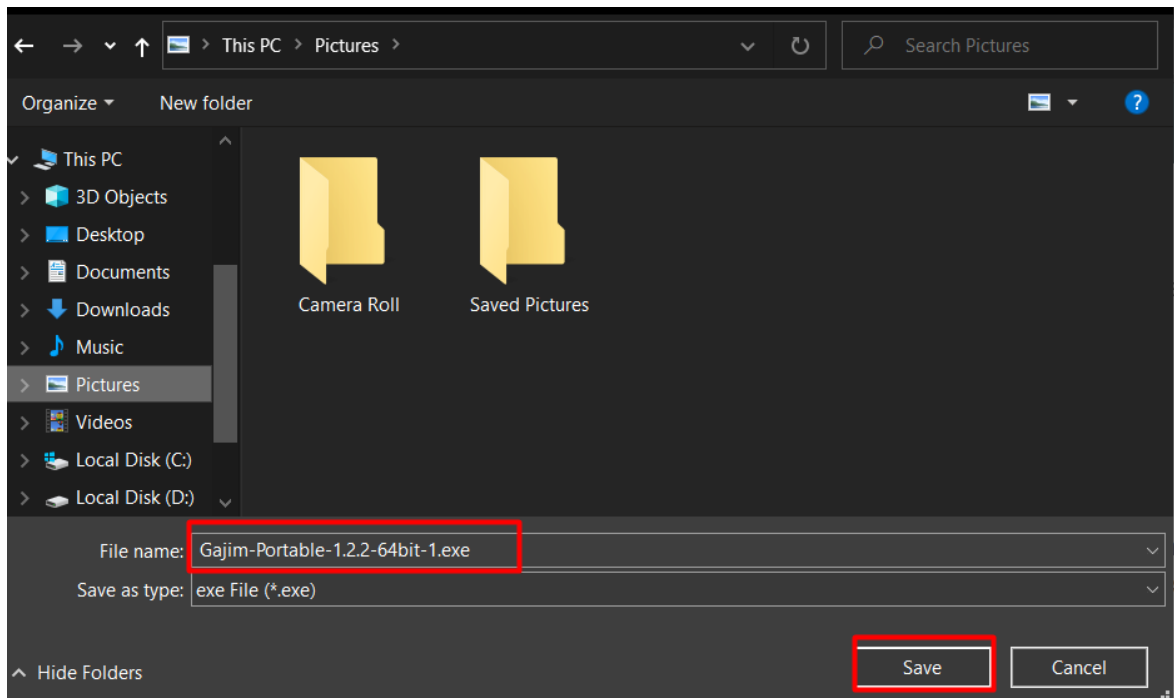 This PC > Pictures >
Search Pictures
Organize
New folder
?
This PC
3D Objects
Desktop
Documents
Downloads
Music
Pictures
Videos
Local Disk (C:)
Local Disk (D:)
Camera Roll
Saved Pictures
File name: Gajim-Portable-1.2.2-64bit-1.exe
Save as type: exe File (*.exe)
Hide Folders
Save
Cancel